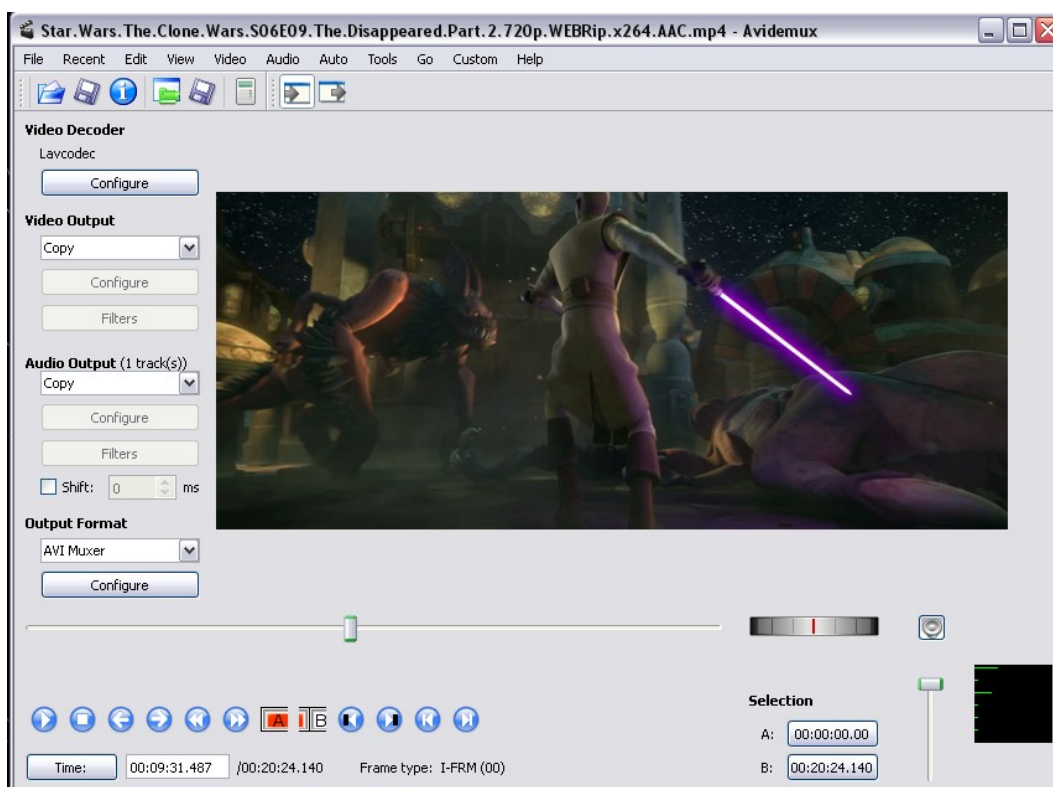 Star.Wars.The.Clone.Wars.S06E09.The.Disappeared.Part.2.720p.WEBRip.x264.AAC.mp4 - Avidemux
File Recent Edit View Video Audio Auto Tools Go Custom Help
Video Decoder
Lavcodec
Configure
Video Output
Copy
Configure
Filters
Audio Output (1 track(s))
Copy
Configure
Filters
Shift: 0 ms
Output Format
AVI Muxer
Configure
A B
Selection
A: 00:00:00.00
Time: 00:09:31.487 /00:20:24.140 Frame type: I-FRM (00) B: 00:20:24.140